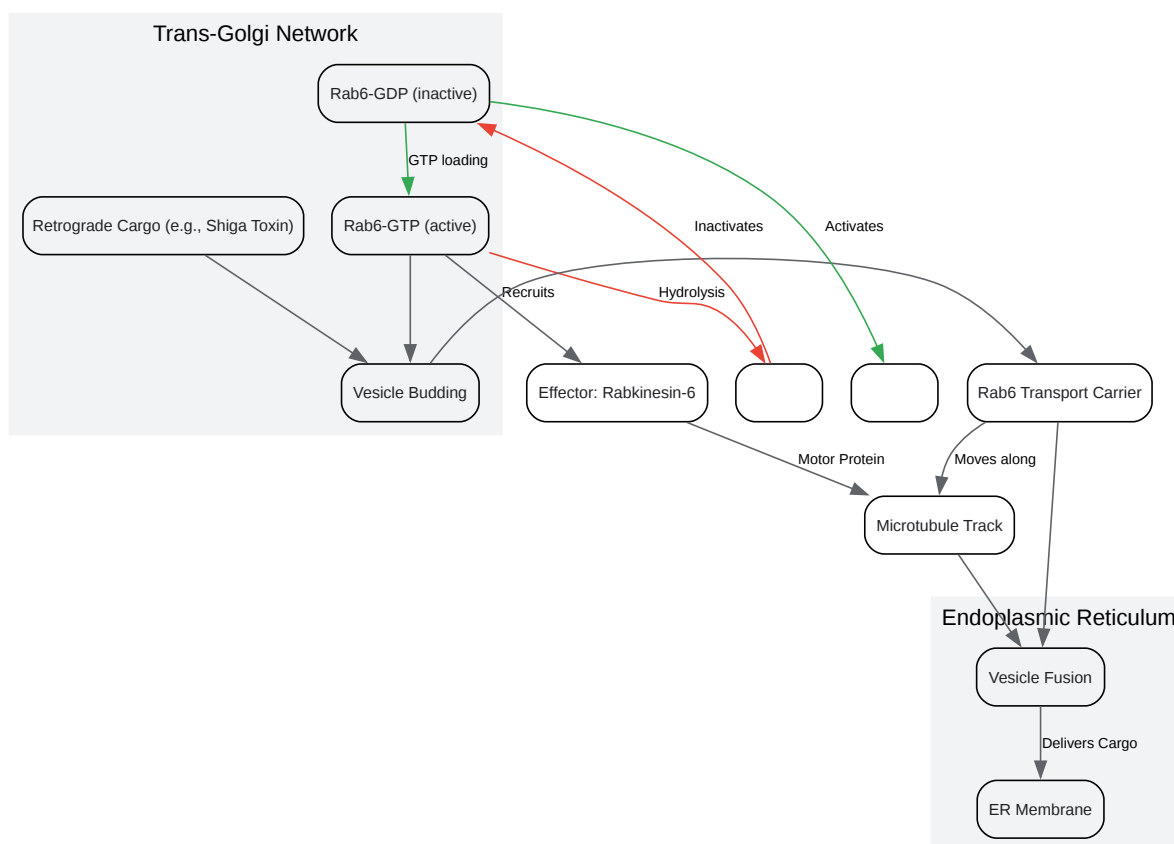 Trans-Golgi Network
Rab6-GDP (inactive)
GTP loading
Retrograde Cargo (e.g., Shiga Toxin)
Rab6-GTP (active)
Inactivates
Activates
Recruits
Hydrolysis
Vesicle Budding
Effector: Rabkinesin-6
Rab6 Transport Carrier
Motor Protein
Moves along
Microtubule Track
Endoplasmic Reticulum
Vesicle Fusion
Delivers Cargo
ER Membrane